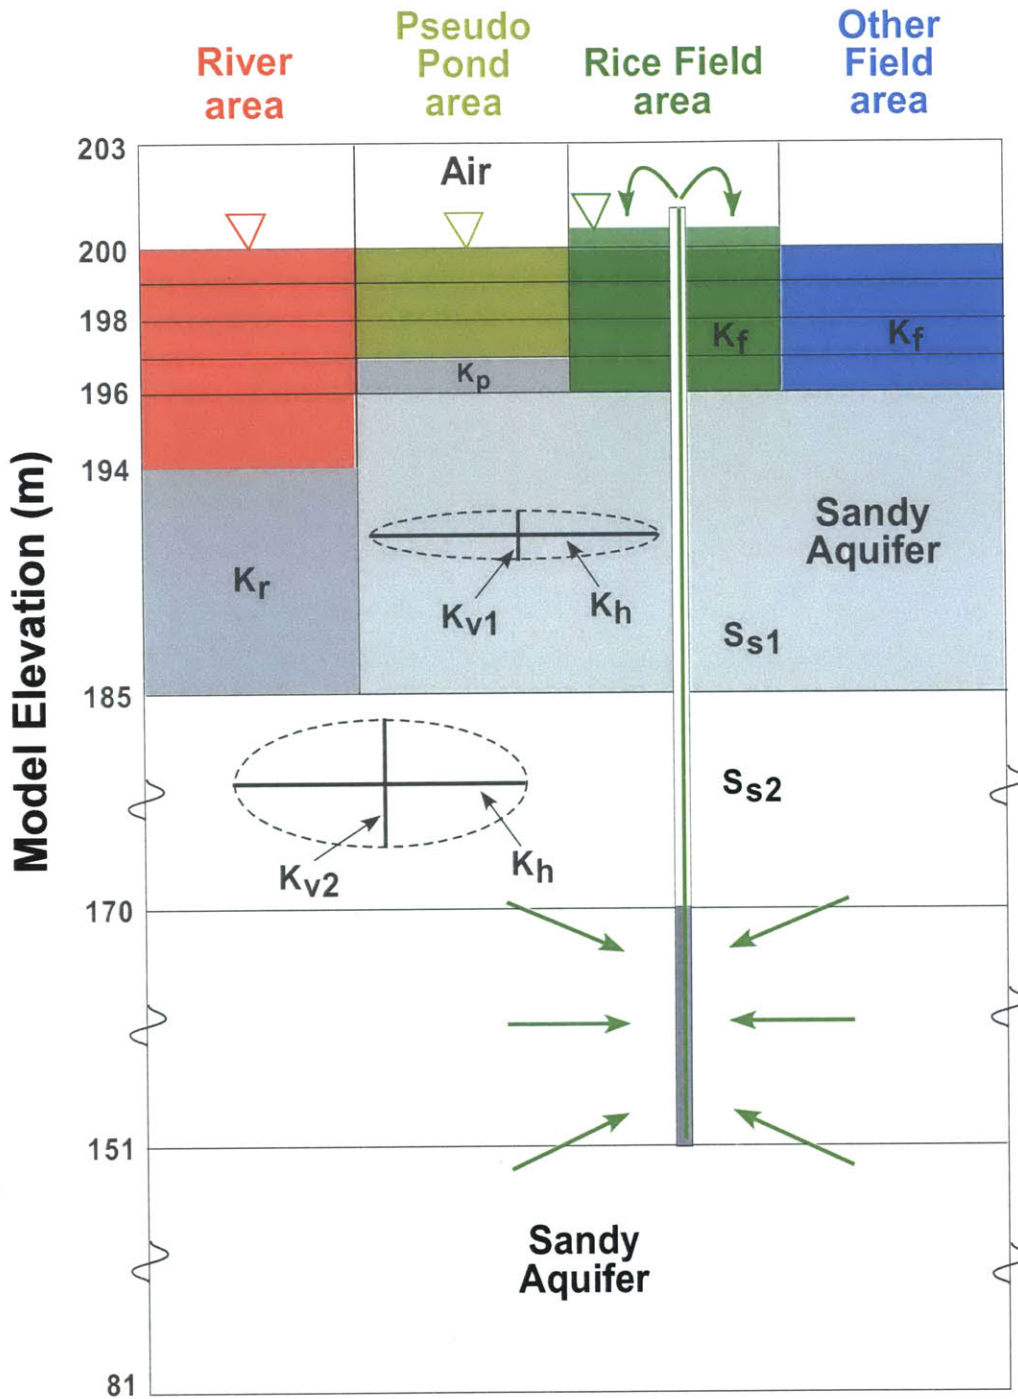 River
area
Pseudo
Pond
area
Rice Field
area
Other
Field
area
203
Air
200
198
Kf
Kf
Kp
196
194
Sandy
Aquifer
Kr
Kv1
Kh
Ss1
185
Ss2
Kv2
Kh
170
151
Sandy
Aquifer
81
Model Elevation (m)